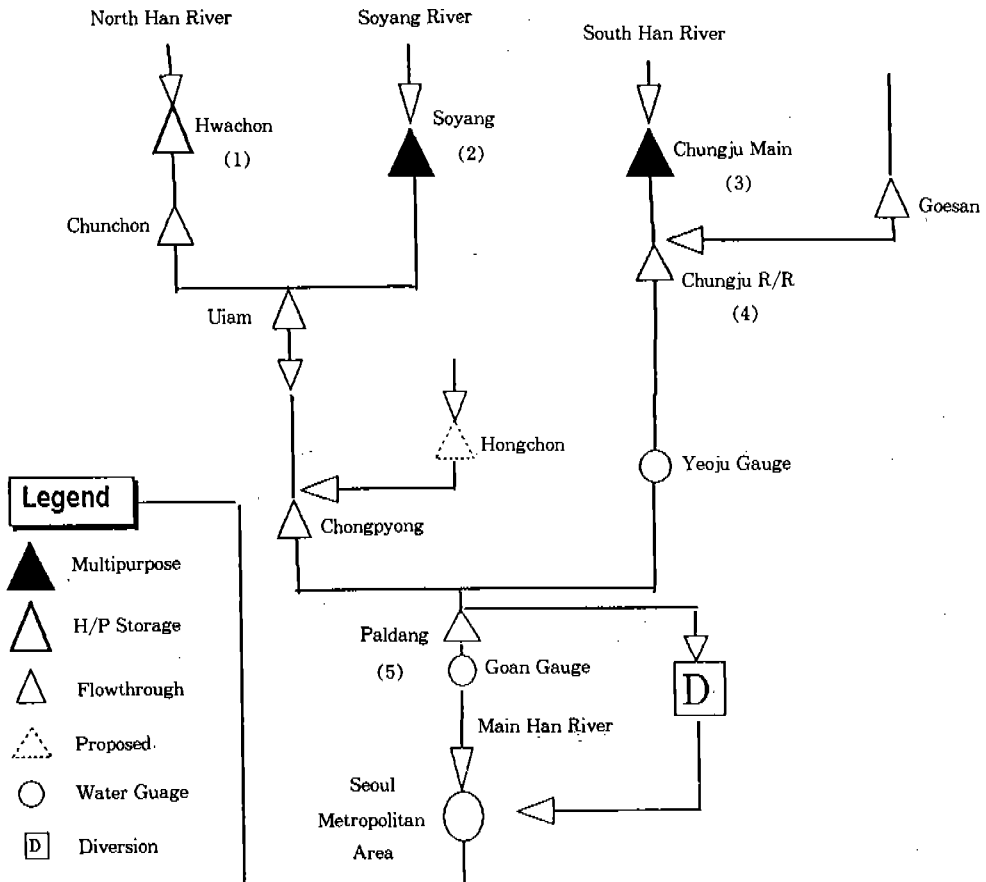 North Han River
Soyang River
South Han River
Hwachon
(1)
Soyang
(2)
Chungju Main
(3)
Goesan
Chunchon
Chungju R/R
(4)
Uiam
Hongchon
Yeoju Gauge
Chongpyong
Paldang
(5)
Goan Gauge
D
Main Han River
Seoul
Metropolitan
Area
Legend
Multipurpose
H/P Storage
Flowthrough
Proposed.
Water Guage
D
Diversion